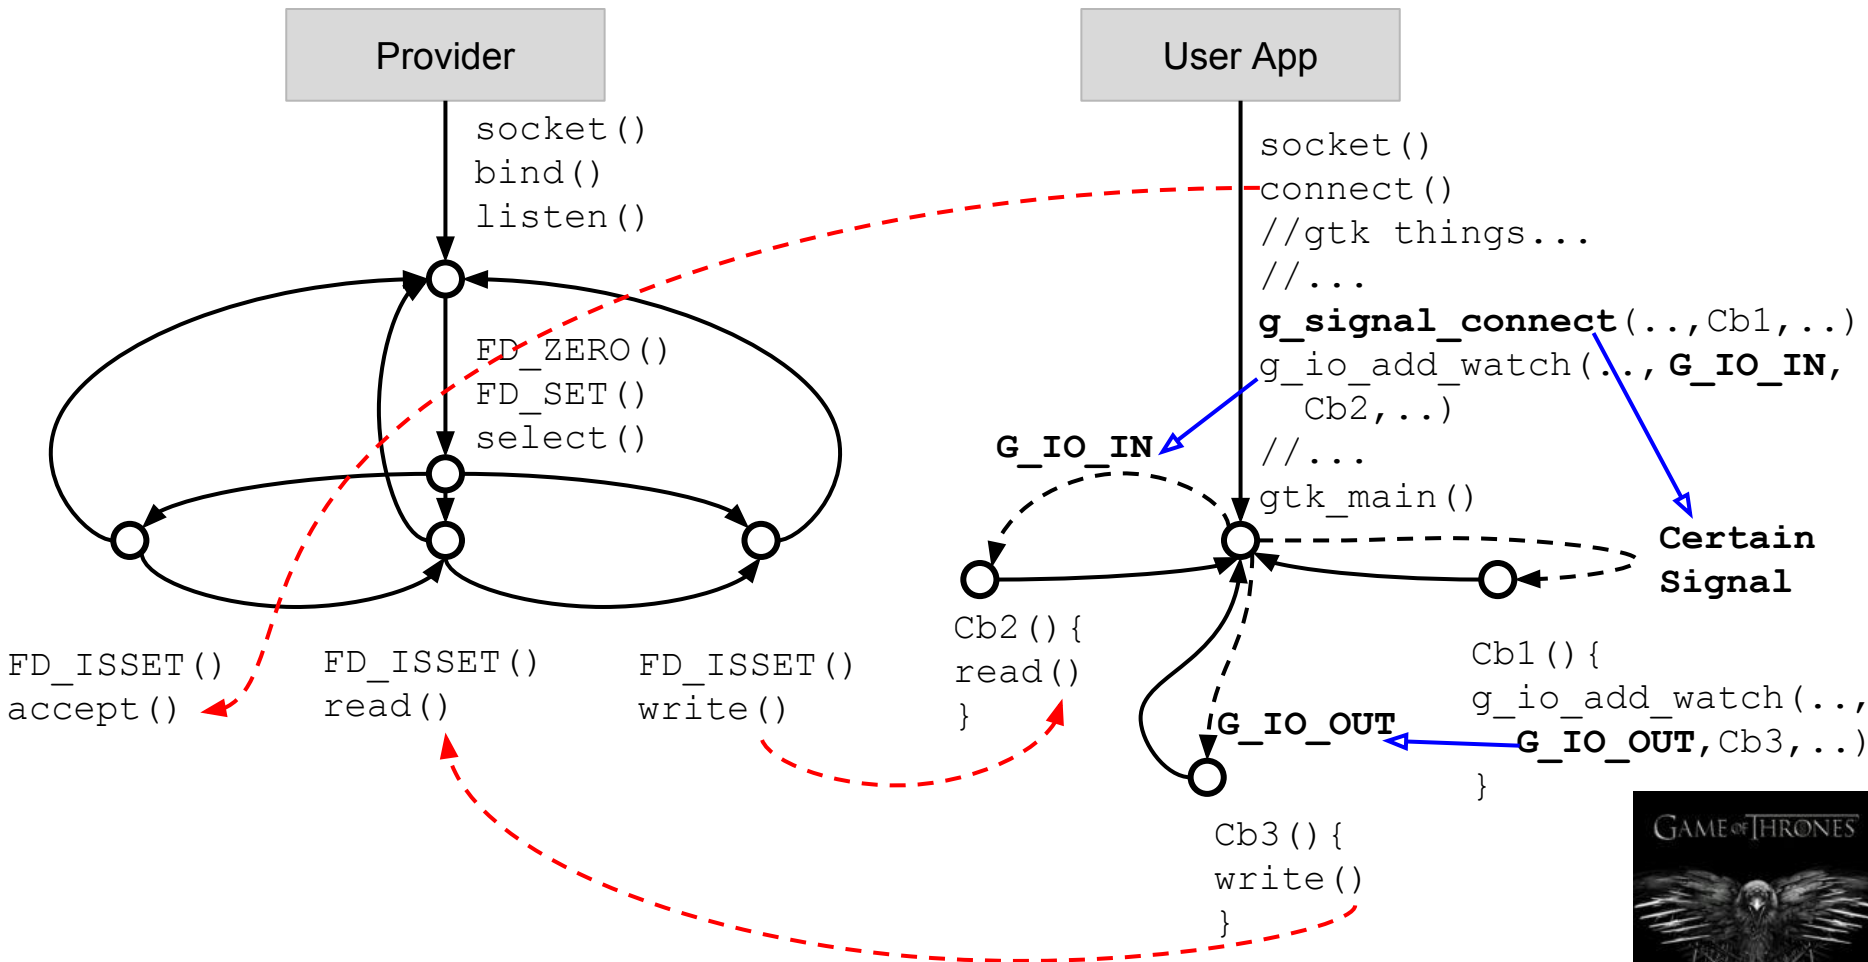 Provider
socket()
bind()
listen()
FD_ZERO()
FD_SET()
select()
FD_ISSET()
accept()
FD_ISSET()
read()
FD_ISSET()
write()
User App
socket()
connect()
//gtk things...
//...
g_signal_connect(..,Cb1,..)
g_io_add_watch(..,G_IO_IN,
Cb2,..)
//...
gtk_main()
G_IO_IN
Certain
Signal
Cb2(){
read()
}
G_IO_OUT
Cb1(){
g_io_add_watch(..,
G_IO_OUT,Cb3,..)
}
Cb3(){
write()
}
GAME OF THRONES